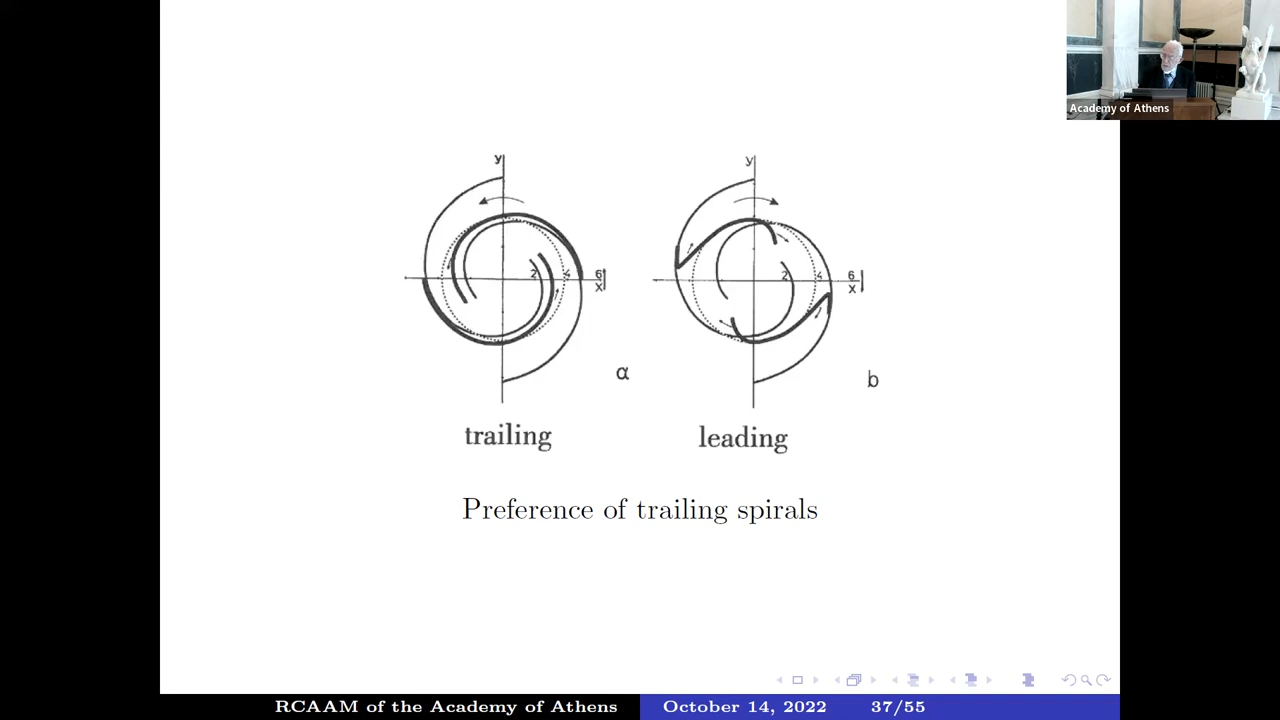 Academy of Athens
y
2
4
6
x
a
y
2
4
6
x
b
trailing
leading
Preference of trailing spirals
RCAAM of the Academy of Athens October 14, 2022 37/55